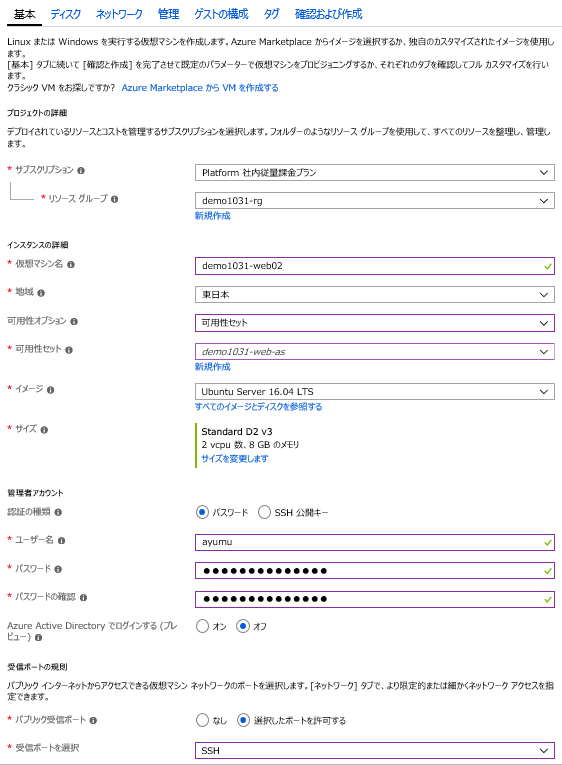 基本 ディスク ネットワーク 管理 ゲストの構成 タグ 確認および作成
Linux または Windows を実行する仮想マシンを作成します。Azure Marketplace からイメージを選択するか、独自のカスタマイズされたイメージを使用し
ます。
[基本] タブに続いて [確認と作成] を完了させて既定のパラメーターで仮想マシンをプロビジョニングするか、それぞれのタブを確認してフル カスタマイズを行い
ます。
クラシック VM をお探しですか? Azure Marketplace から VM を作成する
プロジェクトの詳細
デプロイされているリソースとコストを管理するサブスクリプションを選択します。フォルダーのようなリソース グループを使用して、すべてのリソースを整理し、管理し
ます。
* サブスクリプション
Platform 社内従量課金プラン
* リソース グループ
demo1031-rg
新規作成
インスタンスの詳細
* 仮想マシン名
demo1031-web02
* 地域
東日本
可用性オプション
可用性セット
* 可用性セット
demo1031-web-as
新規作成
* イメージ
Ubuntu Server 16.04 LTS
すべてのイメージとディスクを参照する
* サイズ
Standard D2 v3
2 vcpu 数、8 GB のメモリ
サイズを変更します
管理者アカウント
認証の種類
パスワード SSH 公開キー
* ユーザー名
ayumu
* パスワード
●●●●●●●●●●●●●●
* パスワードの確認
●●●●●●●●●●●●●●
Azure Active Directory でログインする (プレ
ビュー)
オン オフ
受信ポートの規則
パブリック インターネットからアクセスできる仮想マシン ネットワークのポートを選択します。[ネットワーク] タブで、より限定的または細かくネットワーク アクセスを指
定できます。
* パブリック受信ポート
なし 選択したポートを許可する
* 受信ポートを選択
SSH